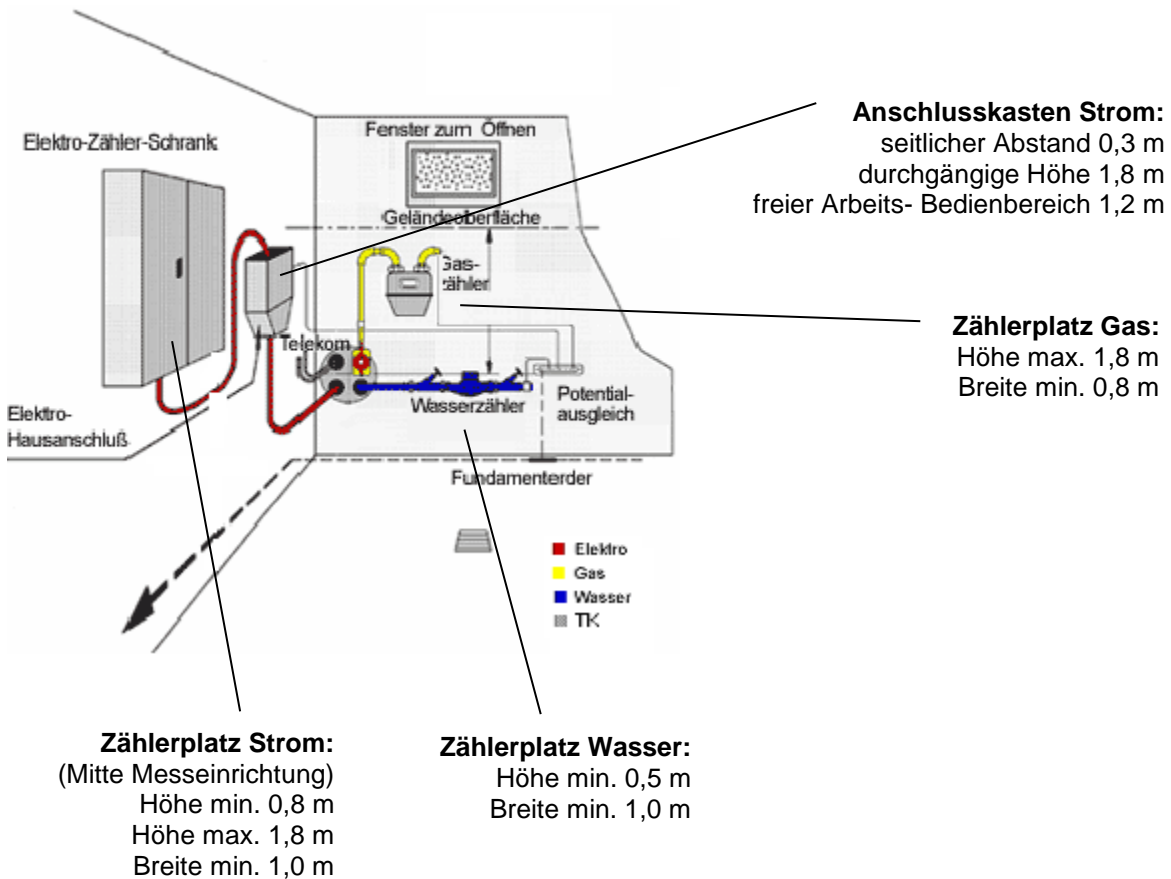 Anschlusskasten Strom:
seitlicher Abstand 0,3 m
durchgängige Höhe 1,8 m
freier Arbeits- Bedienbereich 1,2 m
Elektro-Zähler-Schrank
Fenster zum Öffnen
Geländeoberfläche
Gas-
zähler
Zählerplatz Gas:
Höhe max. 1,8 m
Breite min. 0,8 m
Telekom
Wasserzähler
Potential-
ausgleich
Elektro-
Hausanschluß
Fundamenterder
Elektro
Gas
Wasser
TK
Zählerplatz Strom:
(Mitte Messeinrichtung)
Höhe min. 0,8 m
Höhe max. 1,8 m
Breite min. 1,0 m
Zählerplatz Wasser:
Höhe min. 0,5 m
Breite min. 1,0 m